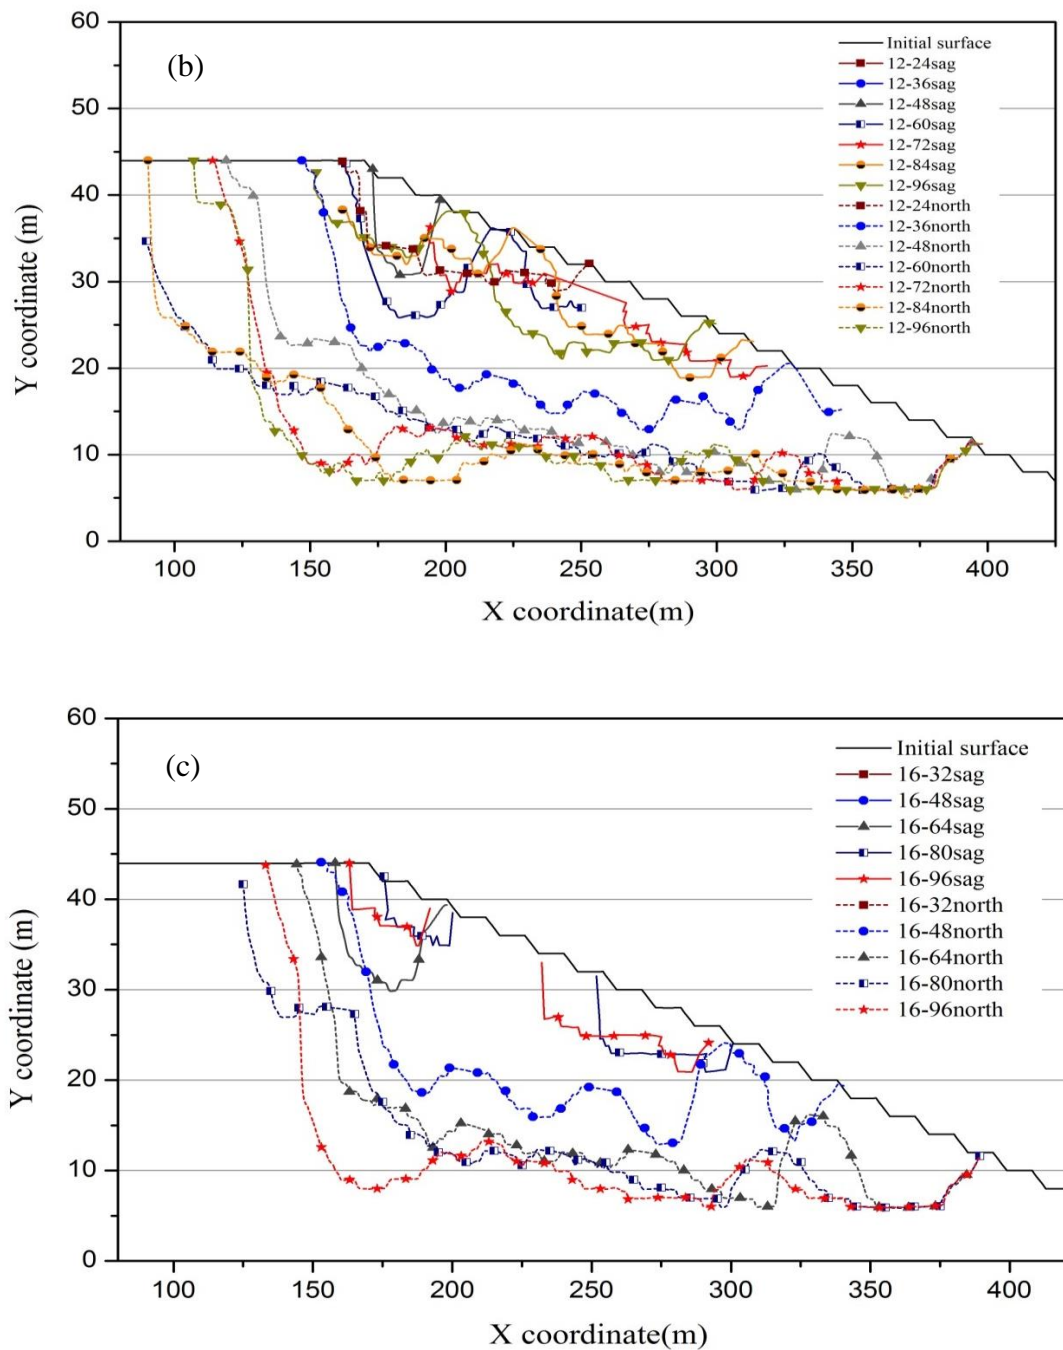 60
(b)
Initial surface
12-24sag
12-36sag
12-48sag
12-60sag
12-72sag
12-84sag
12-96sag
12-24north
12-36north
12-48north
12-60north
12-72north
12-84north
12-96north
50
40
30
20
10
0
Y coordinate (m)
100 150 200 250 300 350 400
X coordinate(m)
60
(c)
Initial surface
16-32sag
16-48sag
16-64sag
16-80sag
16-96sag
16-32north
16-48north
16-64north
16-80north
16-96north
50
40
30
20
10
0
Y coordinate (m)
100 150 200 250 300 350 400
X coordinate(m)